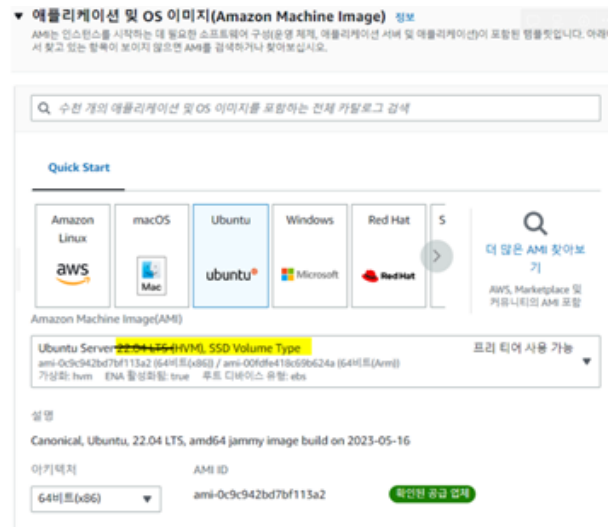 애플리케이션 및 OS 이미지(Amazon Machine Image) 정보
AMI는 인스턴스를 시작하는 데 필요한 소프트웨어 구성(운영 체제, 애플리케이션 서버 및 애플리케이션)이 포함된 템플릿입니다. 아래
서 찾고 있는 항목이 보이지 않으면 AMI를 검색하거나 찾아보십시오.
수천 개의 애플리케이션 및 OS 이미지를 포함하는 전체 카탈로그 검색
Quick Start
Amazon Linux
macOS
Ubuntu
Windows
Red Hat
S
aws
Mac
ubuntu
Microsoft
Red Hat
더 많은 AMI 찾아보
기
AWS, Marketplace 및
커뮤니티의 AMI 포함
Amazon Machine Image(AMI)
Ubuntu Server 22.04 LTS (HVM), SSD Volume Type
프리 티어 사용 가능
ami-0c9c942bd7bf113a2 (64비트(x86)) / ami-00fdfe418c69b624a (64비트(Arm))
가상화: hvm ENA 활성화됨: true 루트 디바이스 유형: ebs
설명
Canonical, Ubuntu, 22.04 LTS, amd64 jammy image build on 2023-05-16
아키텍처
AMI ID
64비트(x86)
ami-0c9c942bd7bf113a2
확인된 공급 업체